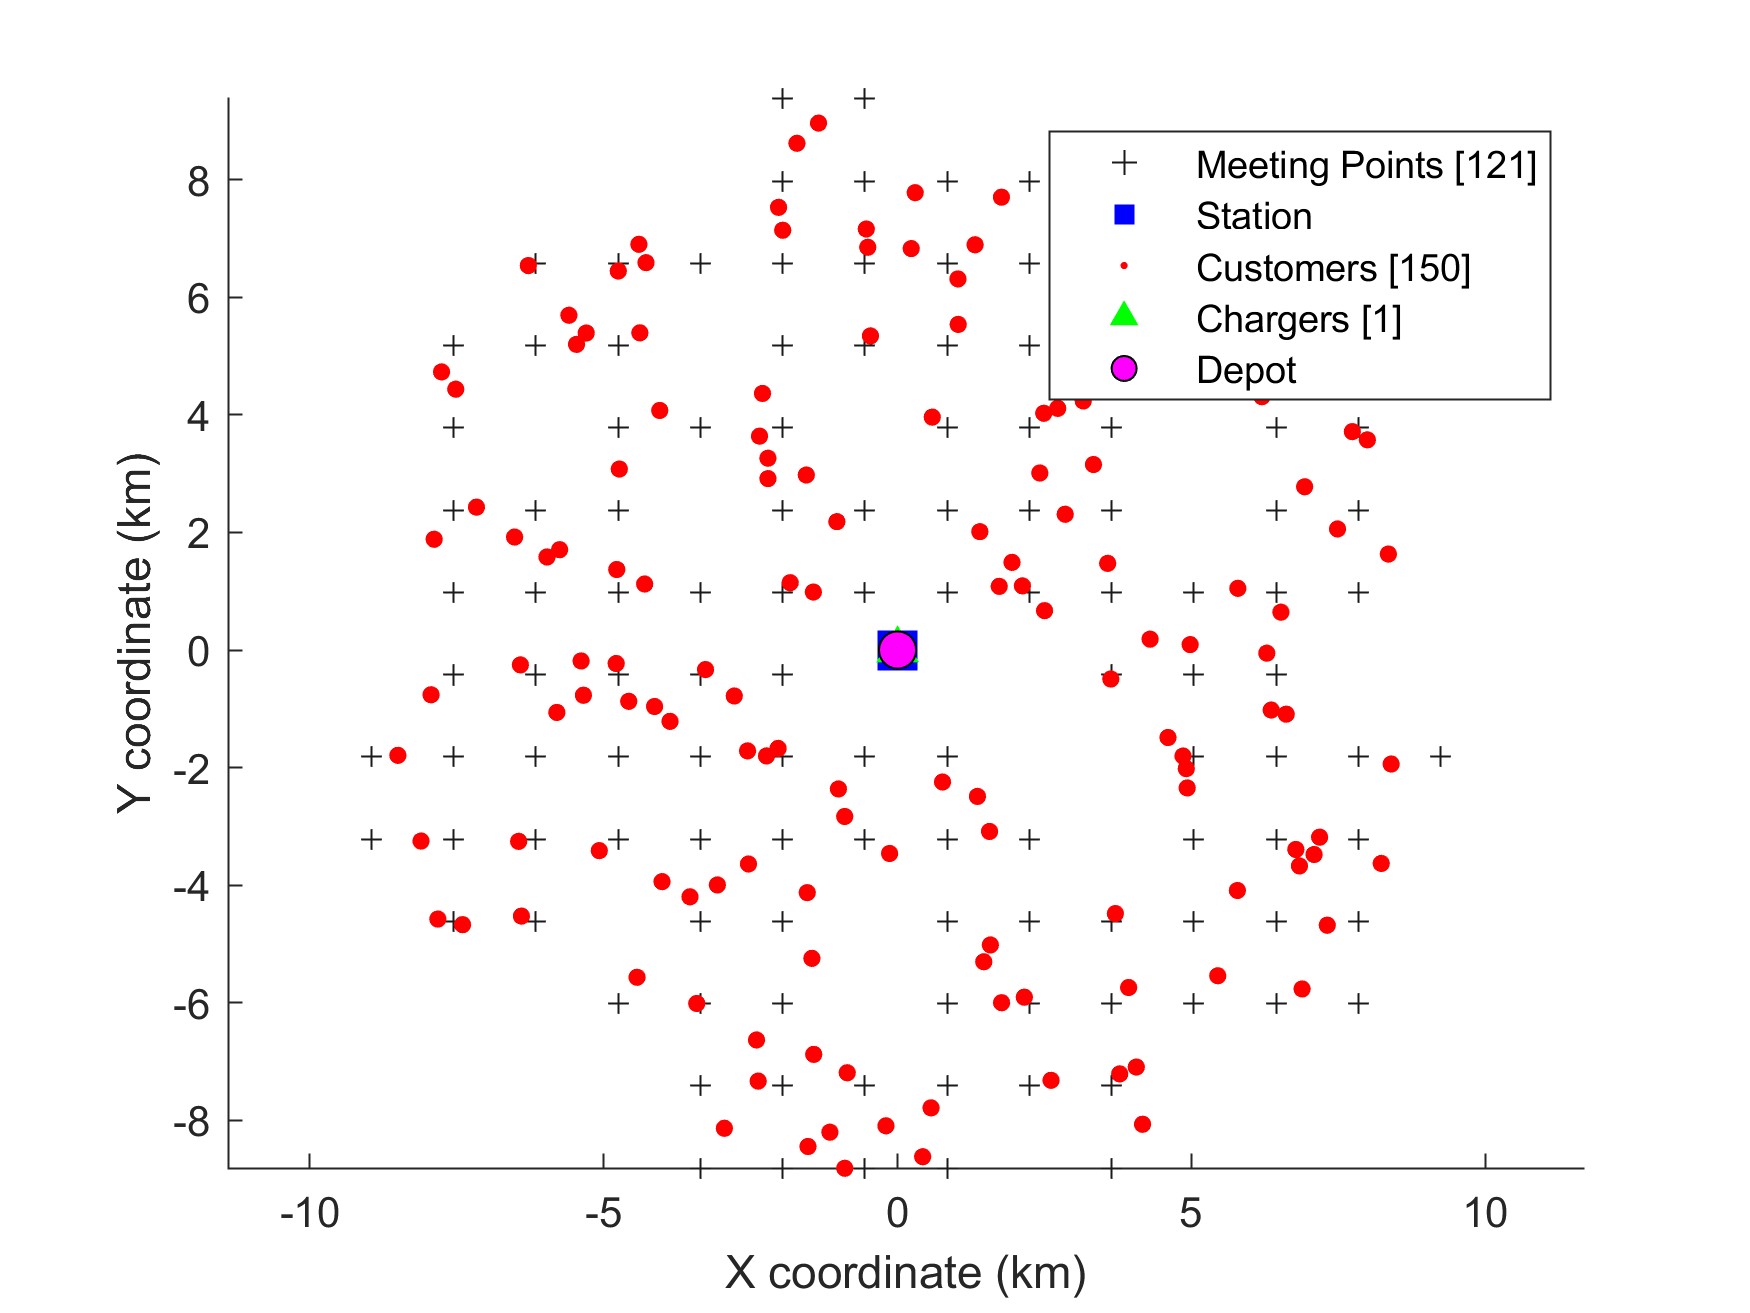 Meeting Points [121]
Station
Customers [150]
Chargers [1]
Depot
8
6
4
2
0
-2
-4
-6
-8
Y coordinate (km)
-10 -5 0 5 10
X coordinate (km)